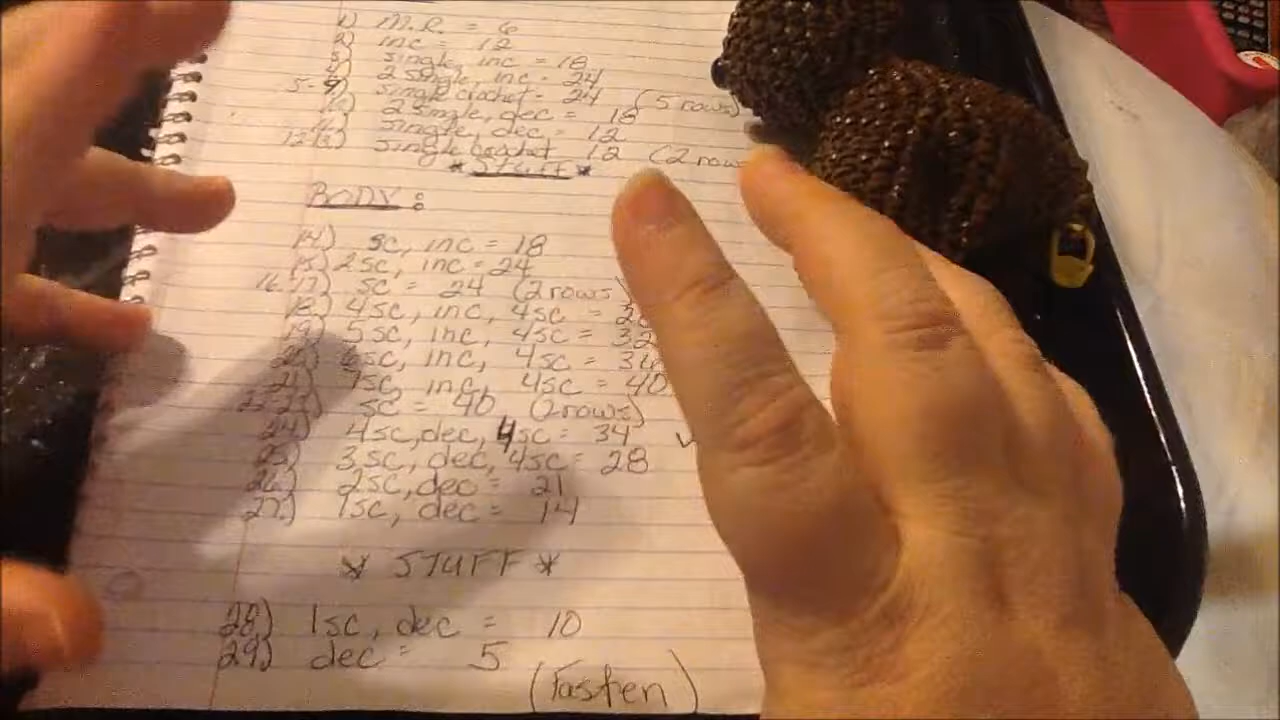 1) M.R. = 6
2) inc = 12
3) single, inc = 18
4) 2 single, inc = 24
5-9) single crochet = 24 (5 rows)
10) 2 single, dec = 18
11) single, dec = 12
12-13) single crochet 12 (2 row
*STUFF*
BODY:
14) sc, inc = 18
15) 2sc, inc = 24
16-17) sc = 24 (2 rows)
18) 4sc, inc, 4sc =
19) 5sc, inc, 4sc = 32
20) 6sc, inc, 4sc = 36
21) 7sc, inc, 4sc = 40
22-23) sc = 40 (2 rows)
24) 4sc, dec, 4sc = 34
25) 3sc, dec, 4sc = 28
26) 2sc, dec = 21
27) 1sc, dec = 14
* STUFF *
28) 1sc, dec = 10
29) dec = 5
(Fasten)